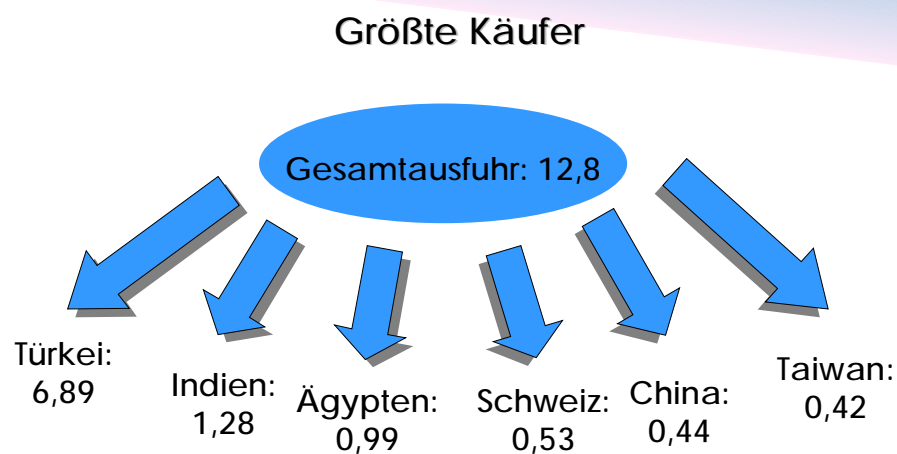 Größte Käufer
Gesamtausfuhr: 12,8
Türkei:
6,89
Indien:
1,28
Ägypten:
0,99
Schweiz:
0,53
China:
0,44
Taiwan:
0,42